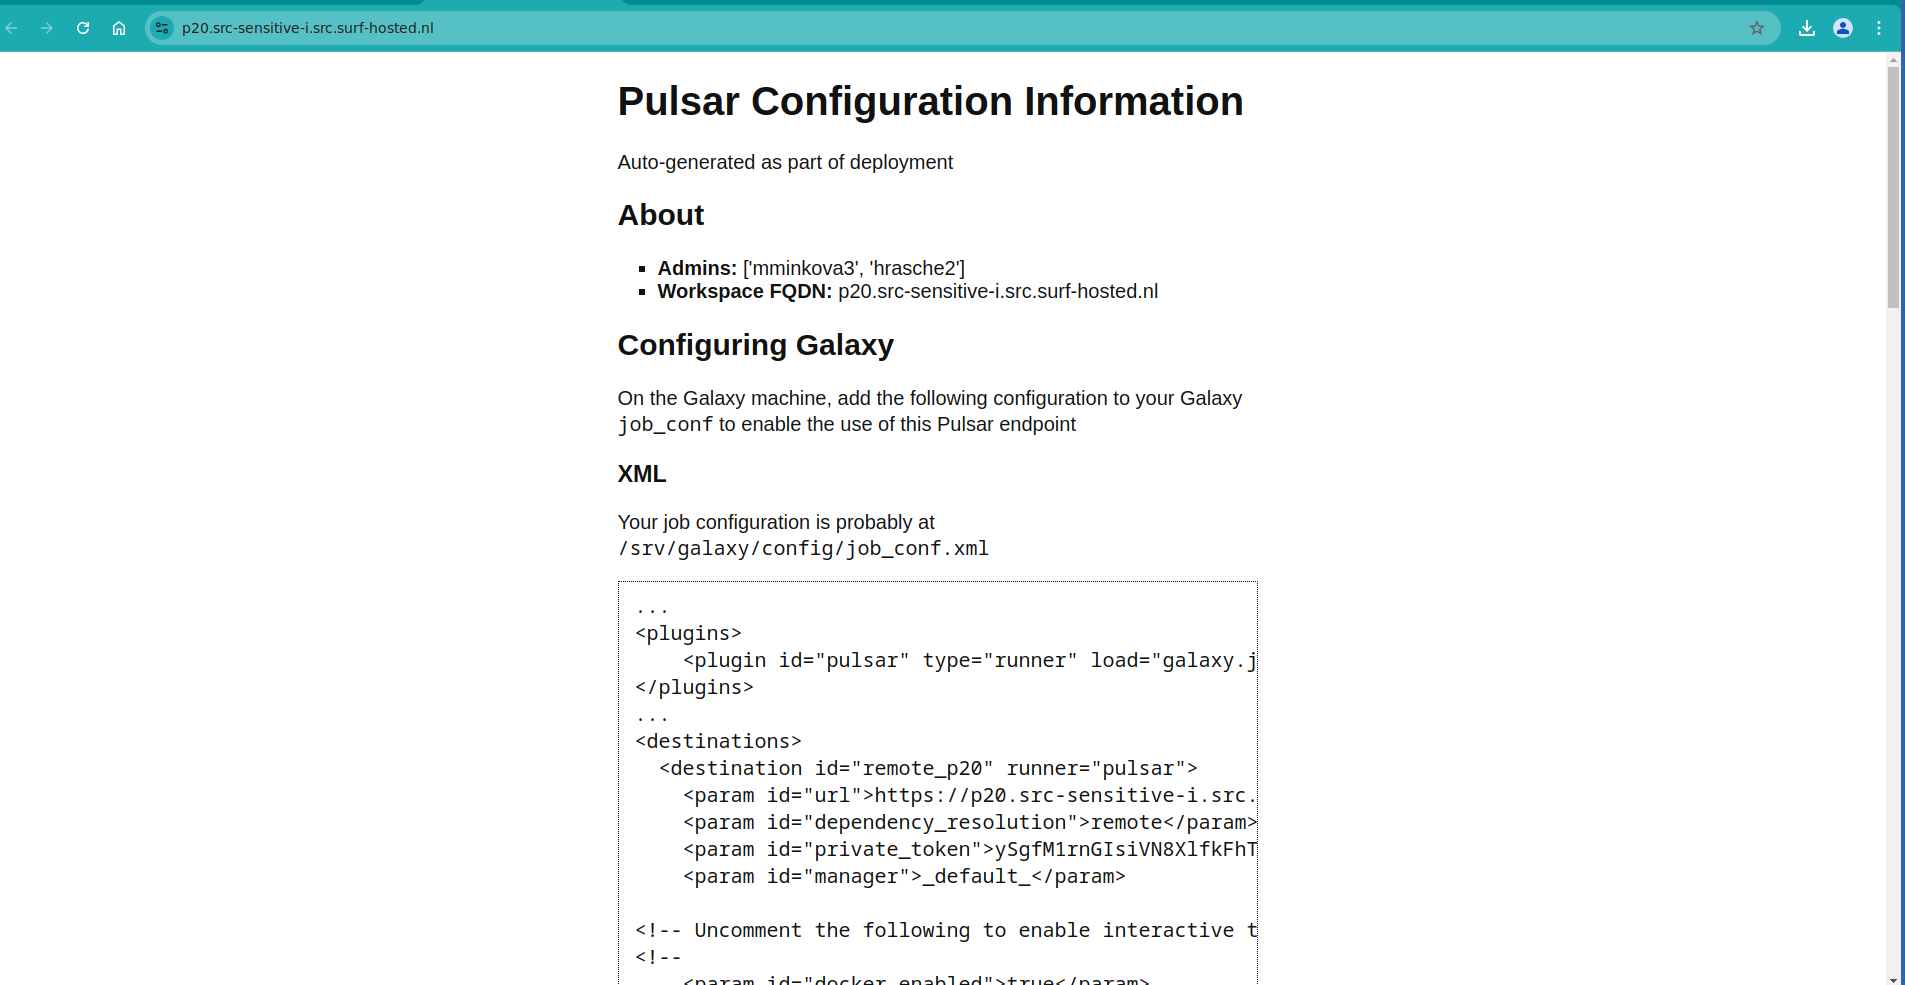 p20.src-sensitive-i.src.surf-hosted.nl
Pulsar Configuration Information
Auto-generated as part of deployment
About
Admins: ['mminkova3', 'hrasche2']
Workspace FQDN: p20.src-sensitive-i.src.surf-hosted.nl
Configuring Galaxy
On the Galaxy machine, add the following configuration to your Galaxy
job_conf to enable the use of this Pulsar endpoint
XML
Your job configuration is probably at
/srv/galaxy/config/job_conf.xml
...
<plugins>
    <plugin id="pulsar" type="runner" load="galaxy.j
</plugins>
...
<destinations>
  <destination id="remote_p20" runner="pulsar">
    <param id="url">https://p20.src-sensitive-i.src.
    <param id="dependency_resolution">remote</param>
    <param id="private_token">ySgfM1rnGIsiVN8XlfkFhT
    <param id="manager">_default_</param>
<!-- Uncomment the following to enable interactive t
<!--
    <param id="docker_enabled">true</param>